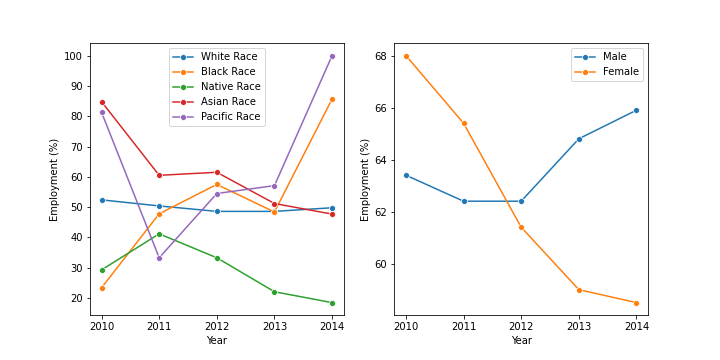 White Race
Black Race
Native Race
Asian Race
Pacific Race
Employment (%)
100
90
80
70
60
50
40
30
20
2010 2011 2012 2013 2014
Year
Male
Female
Employment (%)
68
66
64
62
60
2010 2011 2012 2013 2014
Year